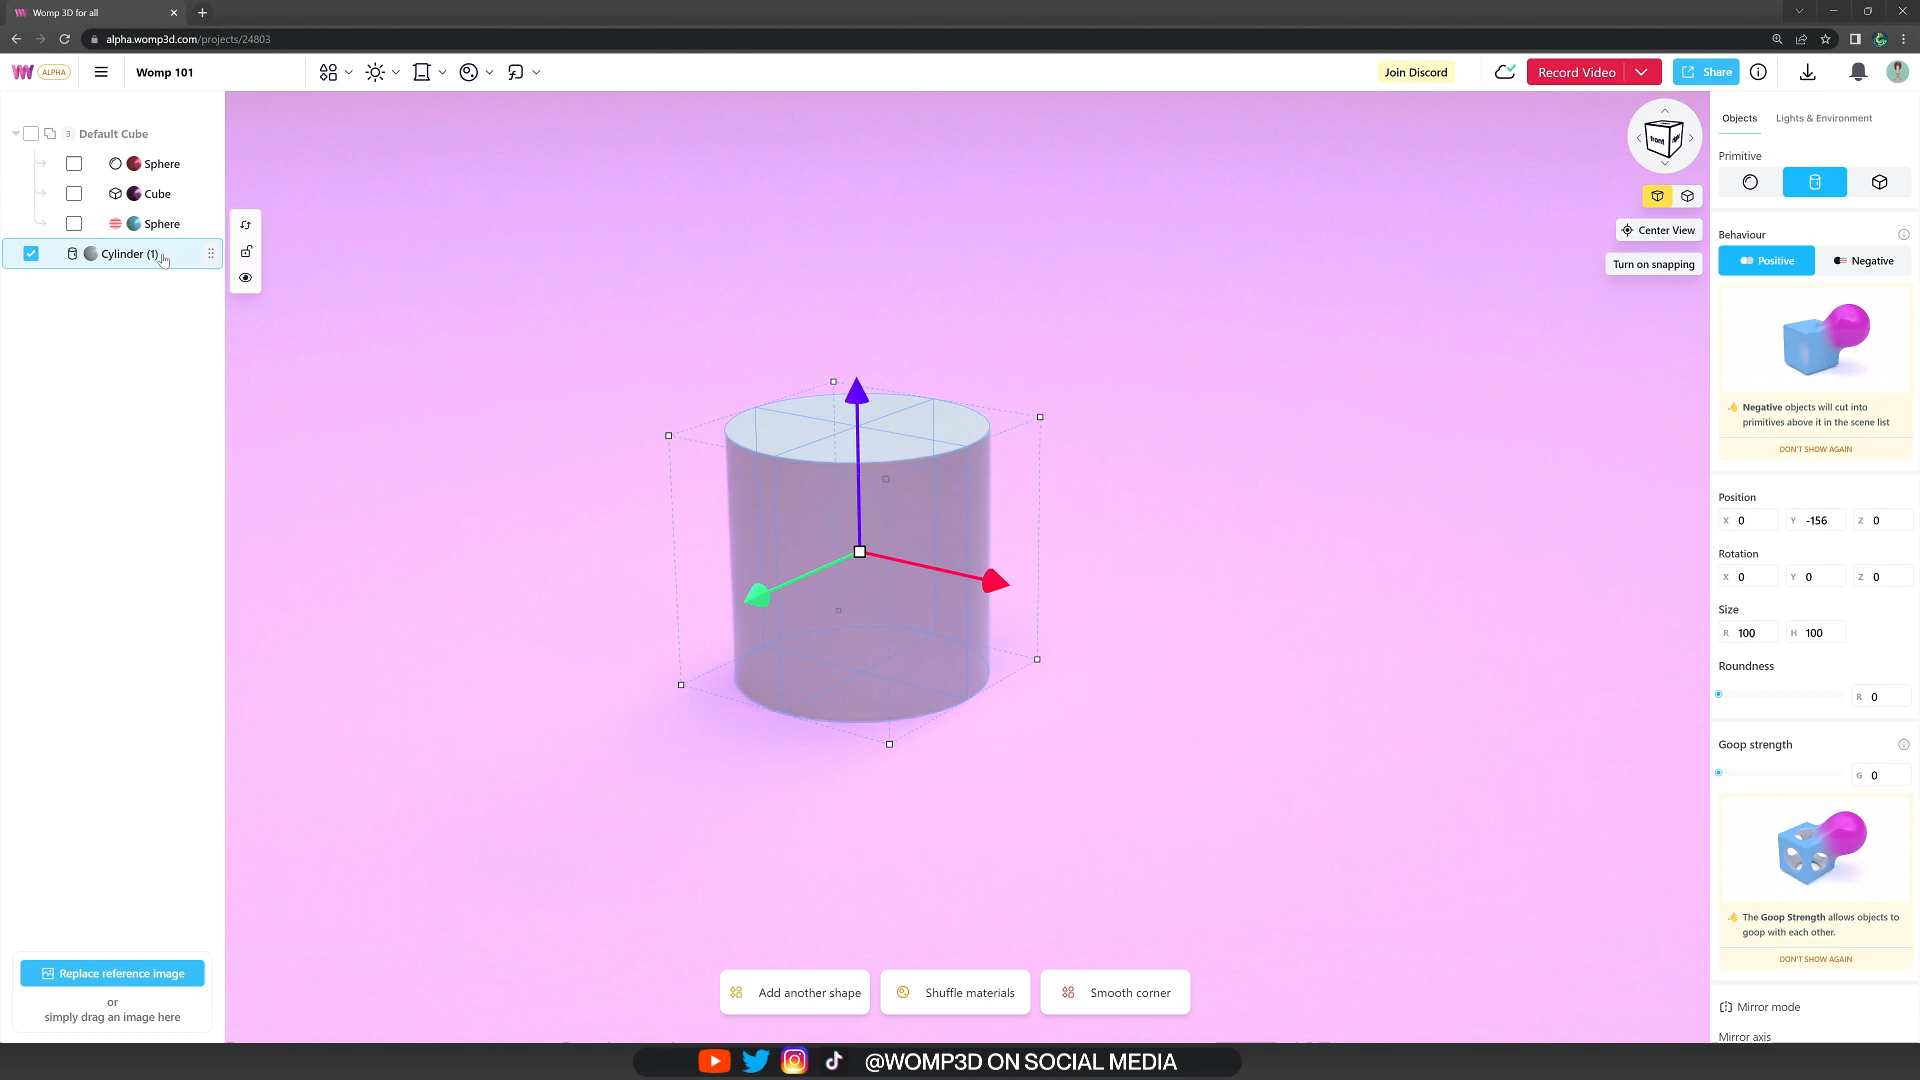 Womp 3D for all
alpha.womp3d.com/projects/24803
ALPHA
Womp 101
Join Discord
Record Video
Share
3 Default Cube
Sphere
Cube
Sphere
Cylinder (1)
front
Center View
Turn on snapping
Objects
Lights & Environment
Primitive
Behaviour
Positive
Negative
Negative objects will cut into
primitives above it in the scene list
DON'T SHOW AGAIN
Position
X 0
Y -156
Z 0
Rotation
X 0
Y 0
Z 0
Size
R 100
H 100
Roundness
R 0
Goop strength
G 0
The Goop Strength allows objects to
goop with each other.
DON'T SHOW AGAIN
Mirror mode
Mirror axis
Replace reference image
or
simply drag an image here
Add another shape
Shuffle materials
Smooth corner
@WOMP3D ON SOCIAL MEDIA